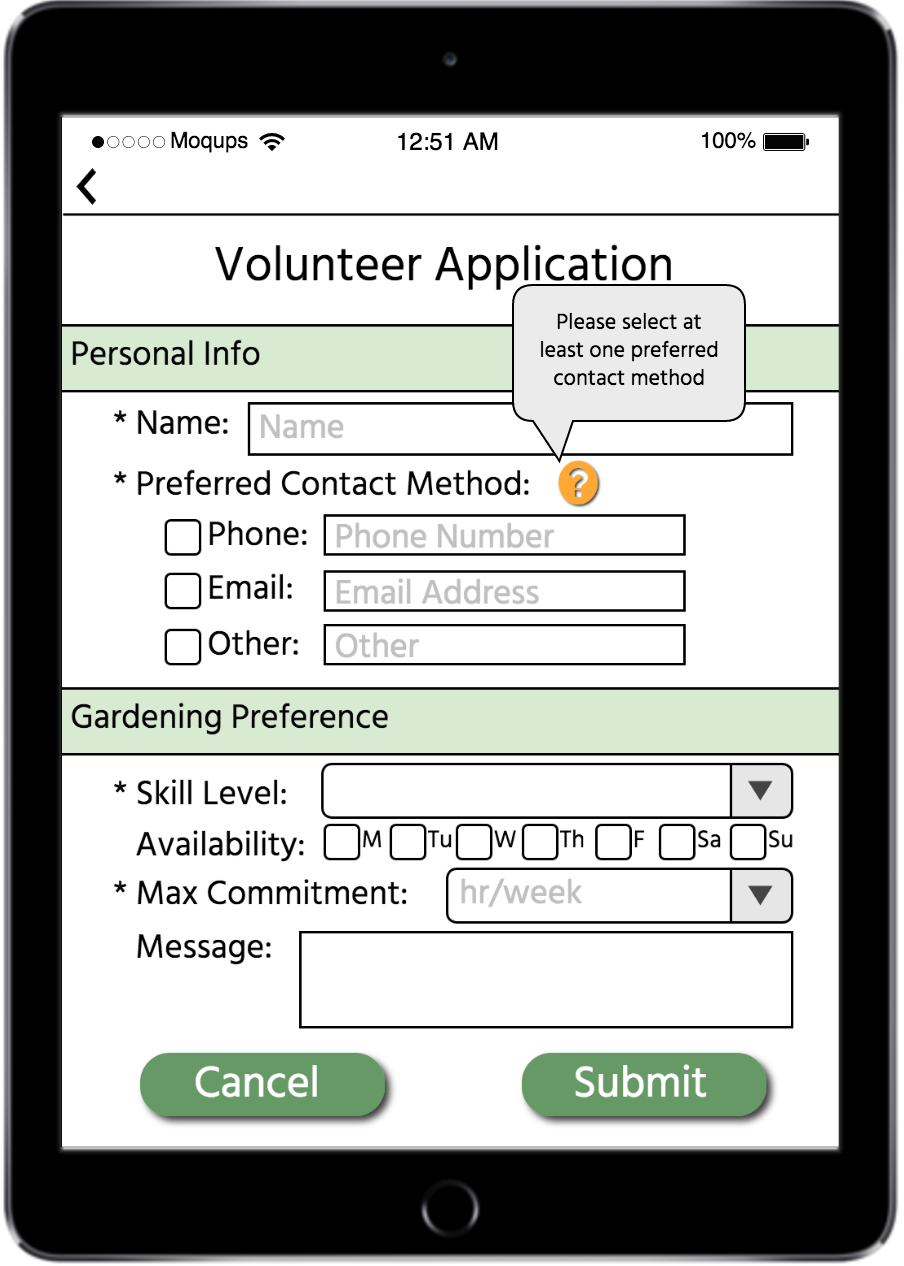 Moqups 12:51 AM 100%
Volunteer Application
Please select at
least one preferred
contact method
Personal Info
* Name: Name
* Preferred Contact Method: ?
Phone: Phone Number
Email: Email Address
Other: Other
Gardening Preference
* Skill Level:
Availability: M Tu W Th F Sa Su
* Max Commitment: hr/week
Message:
Cancel Submit